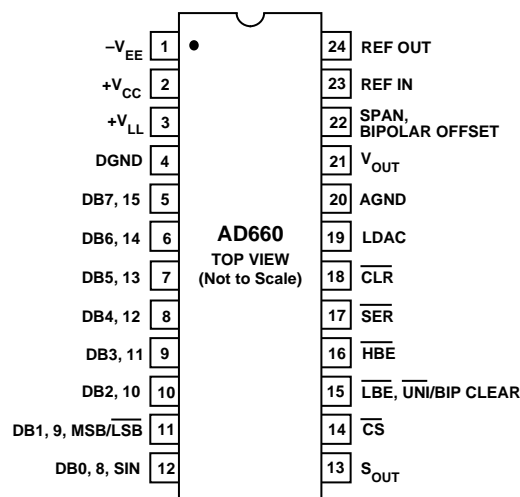 –VEE 1 24 REF OUT
+VCC 2 23 REF IN
+VLL 3 22 SPAN,
BIPOLAR OFFSET
DGND 4 21 VOUT
DB7, 15 5 20 AGND
DB6, 14 6 19 LDAC
DB5, 13 7 18 CLR
DB4, 12 8 17 SER
DB3, 11 9 16 HBE
DB2, 10 10 15 LBE, UNI/BIP CLEAR
DB1, 9, MSB/LSB 11 14 CS
DB0, 8, SIN 12 13 SOUT
AD660
TOP VIEW
(Not to Scale)